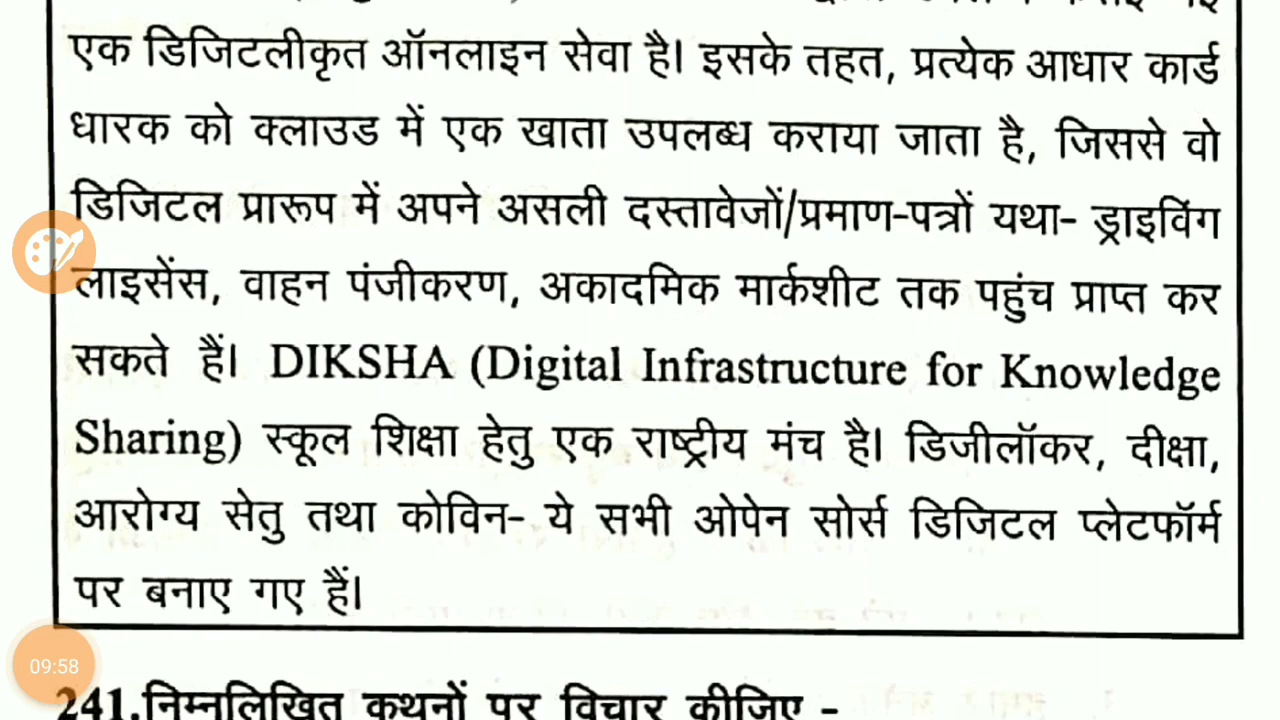 एक डिजिटलीकृत ऑनलाइन सेवा है। इसके तहत, प्रत्येक आधार कार्ड
धारक को क्लाउड में एक खाता उपलब्ध कराया जाता है, जिससे वो
डिजिटल प्रारूप में अपने असली दस्तावेजों/प्रमाण-पत्रों यथा- ड्राइविंग
लाइसेंस, वाहन पंजीकरण, अकादमिक मार्कशीट तक पहुंच प्राप्त कर
सकते हैं। DIKSHA (Digital Infrastructure for Knowledge
Sharing) स्कूल शिक्षा हेतु एक राष्ट्रीय मंच है। डिजीलॉकर, दीक्षा,
आरोग्य सेतु तथा कोविन- ये सभी ओपेन सोर्स डिजिटल प्लेटफॉर्म
पर बनाए गए हैं।
09:58
241.निम्नलिखित कथनों पर विचार कीजिए -